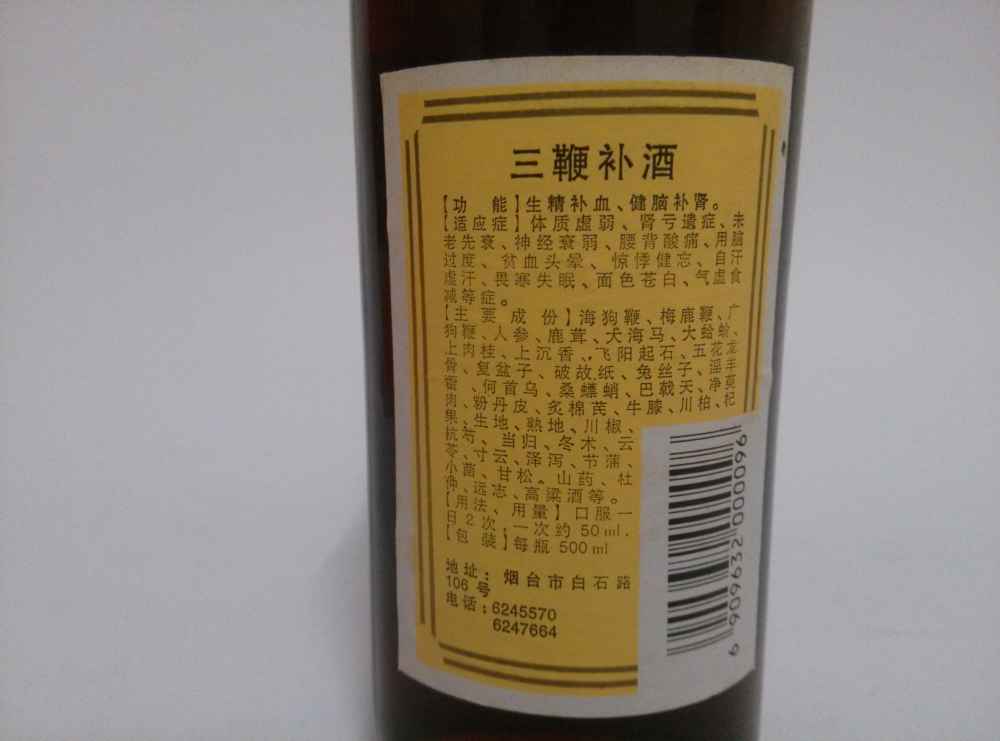 三鞭补酒
【功 能】生精补血、健脑补肾。
【适应症】体质虚弱、肾亏遗症、未
老先衰、神经衰弱、腰背酸痛、用脑
过度、贫血头晕、惊悸健忘、自汗
虚汗、畏寒失眠、面色苍白、气虚食
减等症。
【主要成份】海狗鞭、梅鹿鞭、广
狗鞭、人参、鹿茸、大海马、大蛤蚧、
上肉桂、上沉香、飞阳起石、五花龙
骨、复盆子、破故纸、兔丝子、淫羊
藿、何首乌、桑螵蛸、巴戟天、净萸
肉、粉丹皮、炙棉芪、牛膝、川柏、杞
果、生地、熟地、川椒、
杭芍、当归、冬术、云
苓、寸云、泽泻、节蒲、
小茴、甘松、山药、杜
仲、远志、高粱酒等。
【用法、用量】口服一
日2次,一次约50ml.
【包 装】每瓶500ml
地址:烟台市白石路
106号
电话:6245570
6247664
6 909632 000096